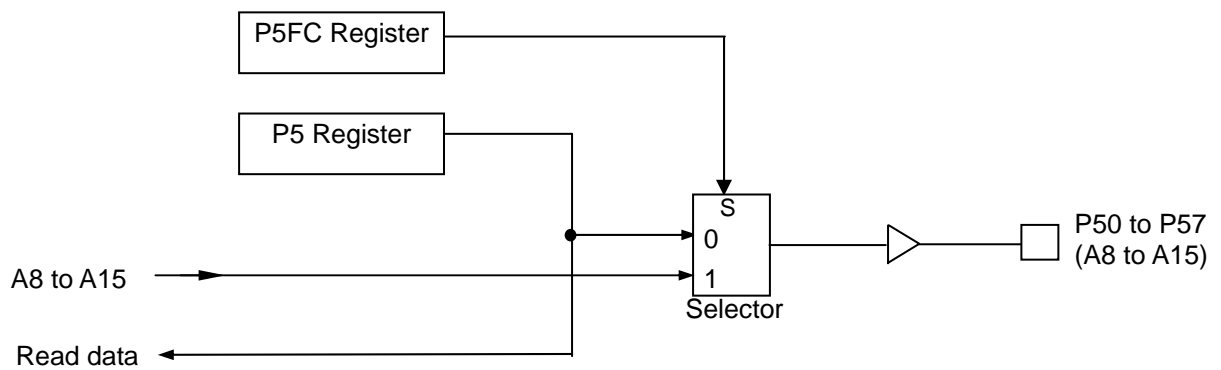 P5FC Register
P5 Register
S
0
1
Selector
P50 to P57
(A8 to A15)
A8 to A15
Read data